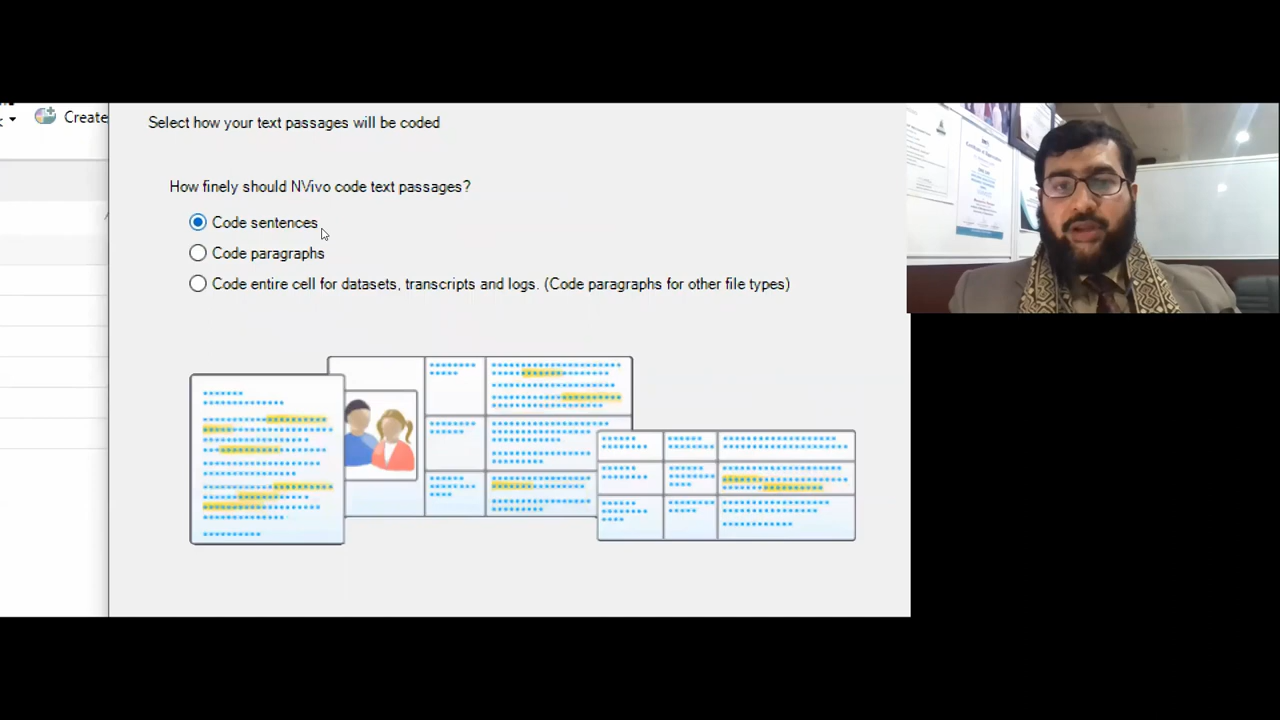 Create
Select how your text passages will be coded
How finely should NVivo code text passages?
Code sentences
Code paragraphs
Code entire cell for datasets, transcripts and logs. (Code paragraphs for other file types)